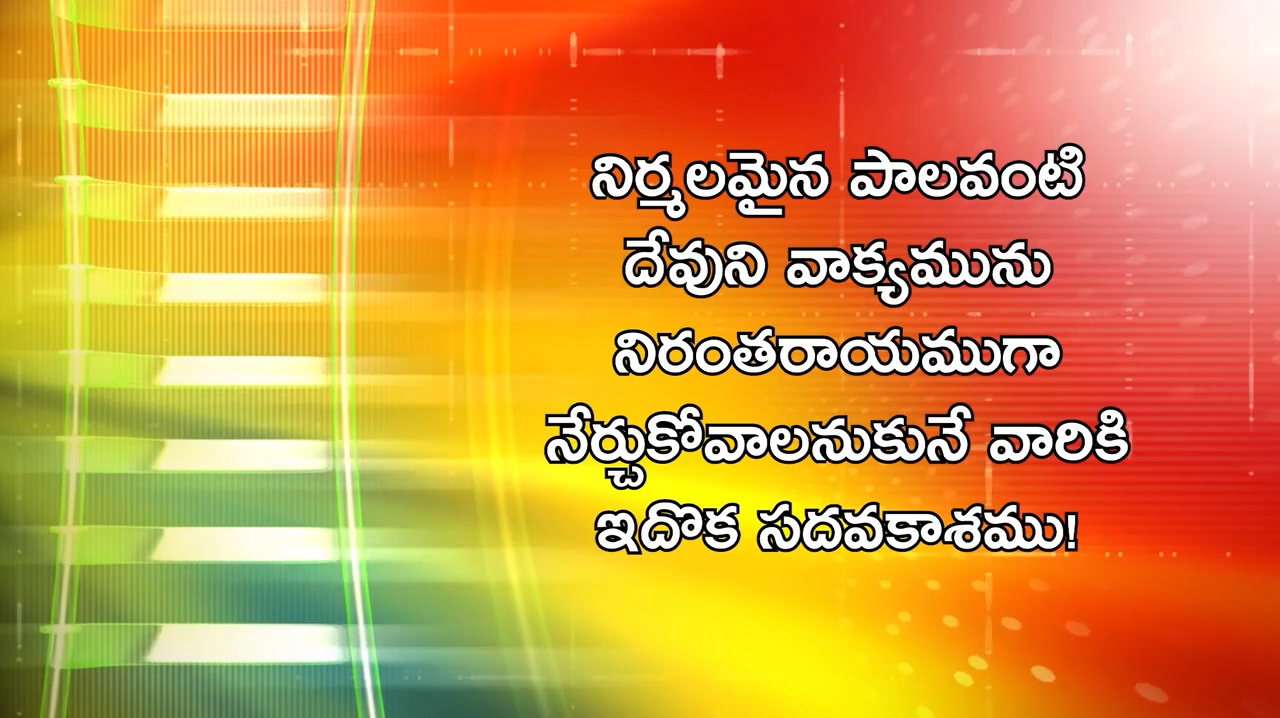 నిర్మలమైన పాలవంటి
దేవుని వాక్యమును
నిరంతరాయముగా
నేర్చుకోవాలనుకునే వారికి
ఇదొక సదవకాశము!